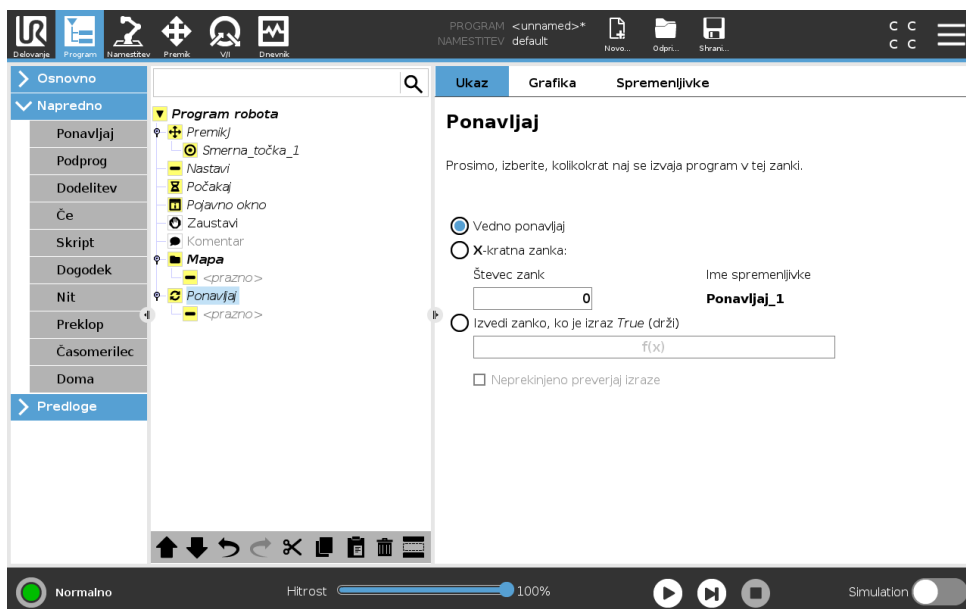 PROGRAM <unnamed>*
NAMESTITEV default
Delovanje
Program
Namestitev
Premik
V/I
Dnevnik
Novo...
Odpri...
Shrani...
C C
C C
Osnovno
Napredno
Ponavljaj
Podprog
Dodelitev
Če
Skript
Dogodek
Nit
Preklop
Časomerilec
Doma
Predloge
Program robota
PremikJ
Smerna_točka_1
Nastavi
Počakaj
Pojavno okno
Zaustavi
Komentar
Mapa
<prazno>
Ponavljaj
<prazno>
Ukaz
Grafika
Spremenljivke
Ponavljaj
Prosimo, izberite, kolikokrat naj se izvaja program v tej zanki.
Vedno ponavljaj
X-kratna zanka:
Števec zank
Ime spremenljivke
0
Ponavljaj_1
Izvedi zanko, ko je izraz True (drži)
f(x)
Neprekinjeno preverjaj izraze
Normalno
Hitrost
100%
Simulation